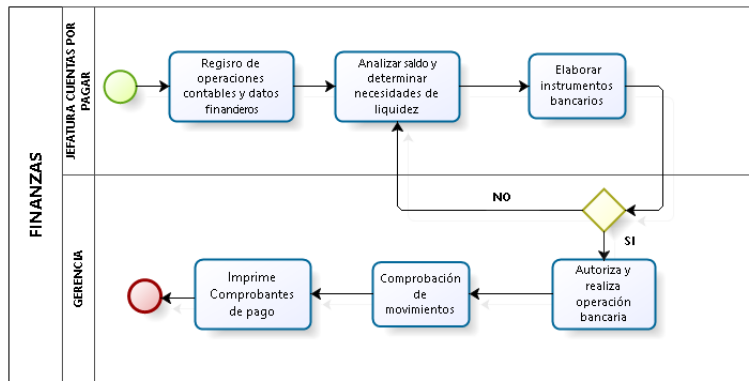 FINANZAS
JEFATURA CUENTAS POR
PAGAR
Regisro de
operaciones
contables y datos
financieros
Analizar saldo y
determinar
necesidades de
liquidez
Elaborar
instrumentos
bancarios
GERENCIA
NO
SI
Imprime
Comprobantes
de pago
Comprobación
de
movimientos
Autoriza y
realiza
operación
bancaria